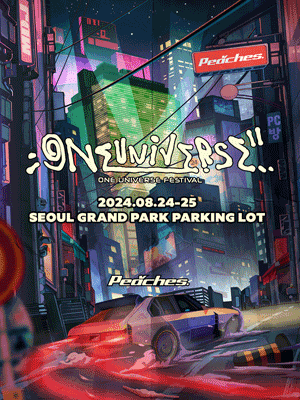 Peaches.
ONEUNIVERSE
ONE UNIVERSE FESTIVAL
2024.08.24-25
SEOUL GRAND PARK PARKING LOT
Peaches.